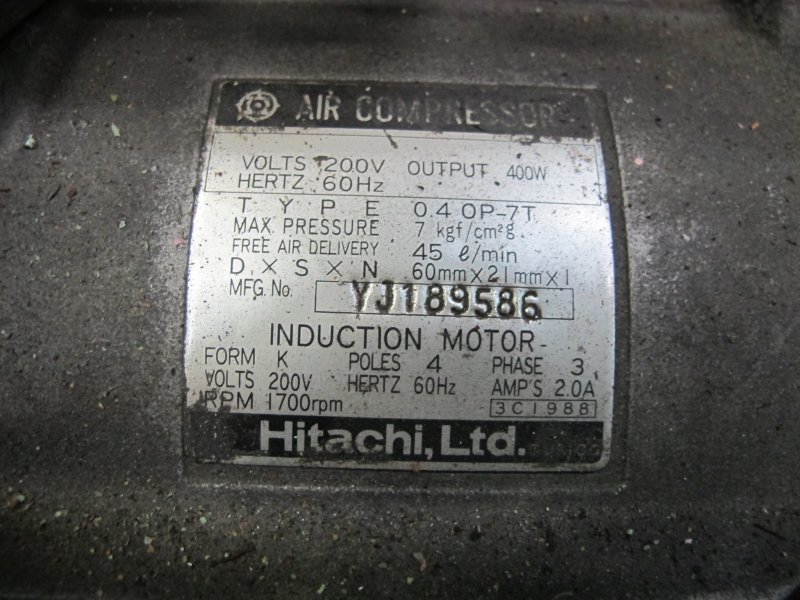 AIR COMPRESSOR
VOLTS 200V OUTPUT 400W
HERTZ 60Hz
TYPE 0.4 OP-7T
MAX. PRESSURE 7 kgf/cm²g
FREE AIR DELIVERY 45 ℓ/min
D×S×N 60mm×21mm×1
MFG. No. YJ189586
INDUCTION MOTOR
FORM K POLES 4 PHASE 3
VOLTS 200V HERTZ 60Hz AMP'S 2.0A
RPM 1700rpm 3C1988
Hitachi, Ltd.